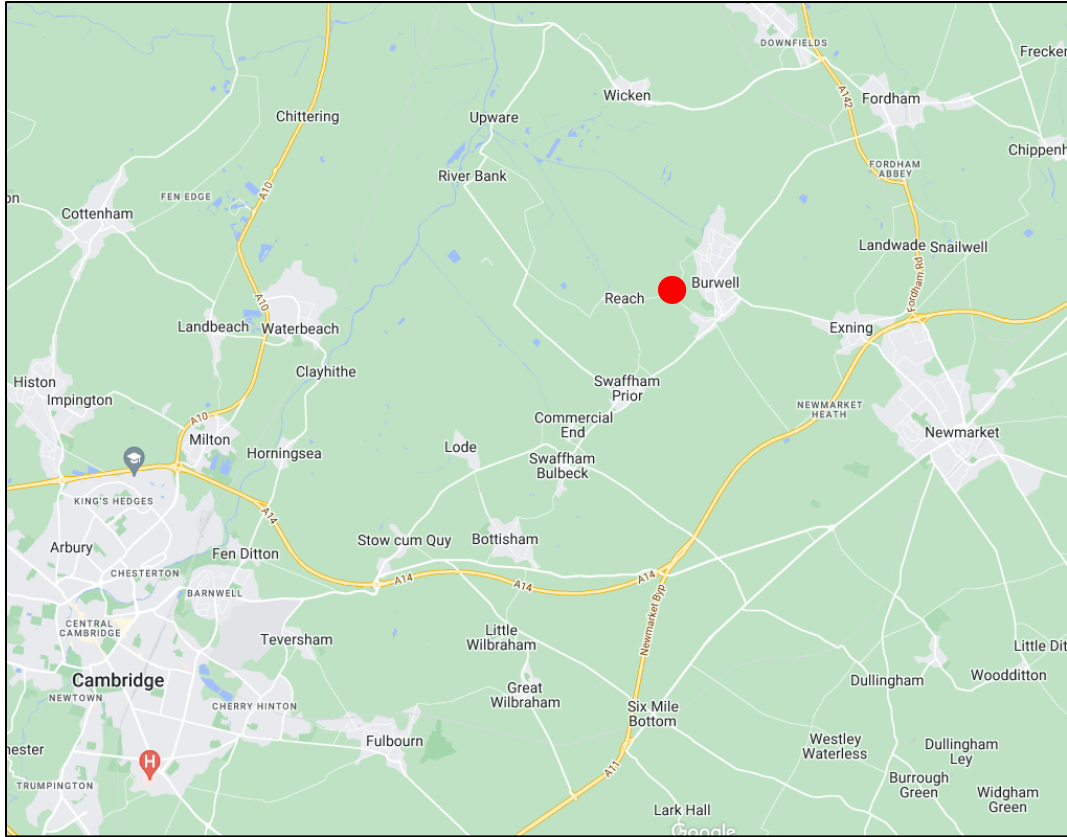 DOWNFIELDS
Frecker
Wicken
A142
Fordham
Chittering
Upware
Chippenh
FORDHAM
ABBEY
River Bank
A10
FEN EDGE
on
Cottenham
Landwade
Snailwell
Burwell
Fordham Rd
Reach
A10
Landbeach
Waterbeach
Exning
Clayhithe
Histon
Impington
Swaffham
Prior
NEWMARKET
HEATH
A10
Commercial
End
Newmarket
Milton
Horningsea
Lode
Swaffham
Bulbeck
KING'S HEDGES
A14
Arbury
Fen Ditton
Stow cum Quy
Bottisham
CHESTERTON
A14
A14
A14
BARNWELL
Newmarket Byp
CENTRAL
CAMBRIDGE
Teversham
Little
Wilbraham
Little Dit
Cambridge
Dullingham
Woodditton
NEWTOWN
CHERRY HINTON
Great
Wilbraham
Six Mile
Bottom
Fulbourn
Westley
Waterless
Dullingham
Ley
hester
H
A11
Burrough
Green
Widgham
Green
TRUMPINGTON
Lark Hall
Google